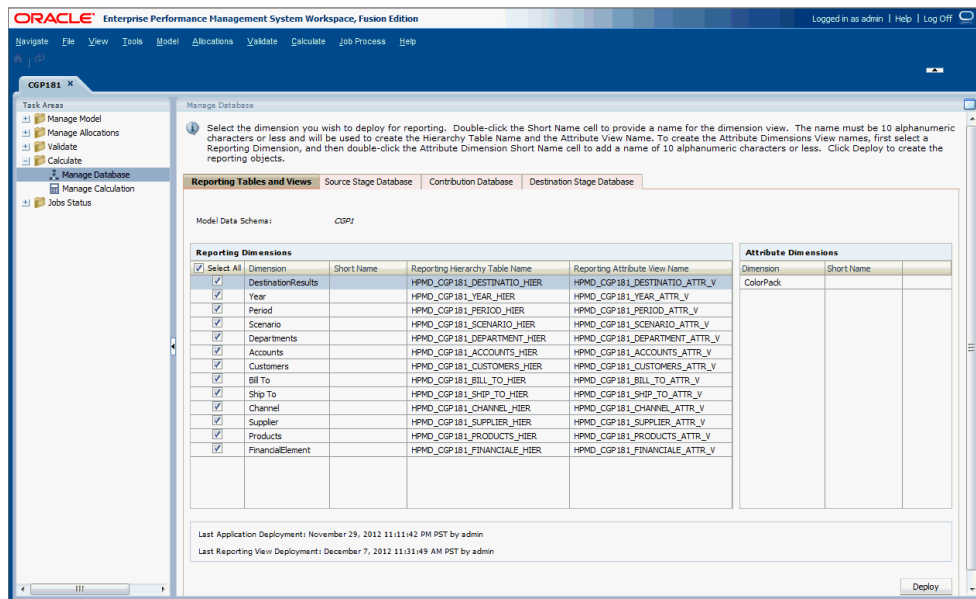 ORACLE Enterprise Performance Management System Workspace, Fusion Edition
Logged in as admin | Help | Log Off
Navigate File View Tools Model Allocations Validate Calculate Job Process Help
CGP181 ×
Task Areas
Manage Model
Manage Allocations
Validate
Calculate
Manage Database
Manage Calculation
Jobs Status
Manage Database
Select the dimension you wish to deploy for reporting. Double-click the Short Name cell to provide a name for the dimension view. The name must be 10 alphanumeric
characters or less and will be used to create the Hierarchy Table Name and the Attribute View Name. To create the Attribute Dimensions View names, first select a
Reporting Dimension, and then double-click the Attribute Dimension Short Name cell to add a name of 10 alphanumeric characters or less. Click Deploy to create the
reporting objects.
Reporting Tables and Views Source Stage Database Contribution Database Destination Stage Database
Model Data Schema: CGP1
Reporting Dimensions
Select All Dimension Short Name Reporting Hierarchy Table Name Reporting Attribute View Name
DestinationResults HPMD_CGP181_DESTINATIO_HIER HPMD_CGP181_DESTINATIO_ATTR_V
Year HPMD_CGP181_YEAR_HIER HPMD_CGP181_YEAR_ATTR_V
Period HPMD_CGP181_PERIOD_HIER HPMD_CGP181_PERIOD_ATTR_V
Scenario HPMD_CGP181_SCENARIO_HIER HPMD_CGP181_SCENARIO_ATTR_V
Departments HPMD_CGP181_DEPARTMENT_HIER HPMD_CGP181_DEPARTMENT_ATTR_V
Accounts HPMD_CGP181_ACCOUNTS_HIER HPMD_CGP181_ACCOUNTS_ATTR_V
Customers HPMD_CGP181_CUSTOMERS_HIER HPMD_CGP181_CUSTOMERS_ATTR_V
Bill To HPMD_CGP181_BILL_TO_HIER HPMD_CGP181_BILL_TO_ATTR_V
Ship To HPMD_CGP181_SHIP_TO_HIER HPMD_CGP181_SHIP_TO_ATTR_V
Channel HPMD_CGP181_CHANNEL_HIER HPMD_CGP181_CHANNEL_ATTR_V
Supplier HPMD_CGP181_SUPPLIER_HIER HPMD_CGP181_SUPPLIER_ATTR_V
Products HPMD_CGP181_PRODUCTS_HIER HPMD_CGP181_PRODUCTS_ATTR_V
FinancialElement HPMD_CGP181_FINANCIALE_HIER HPMD_CGP181_FINANCIALE_ATTR_V
Attribute Dimensions
Dimension Short Name
ColorPack
Last Application Deployment: November 29, 2012 11:11:42 PM PST by admin
Last Reporting View Deployment: December 7, 2012 11:31:49 AM PST by admin
Deploy